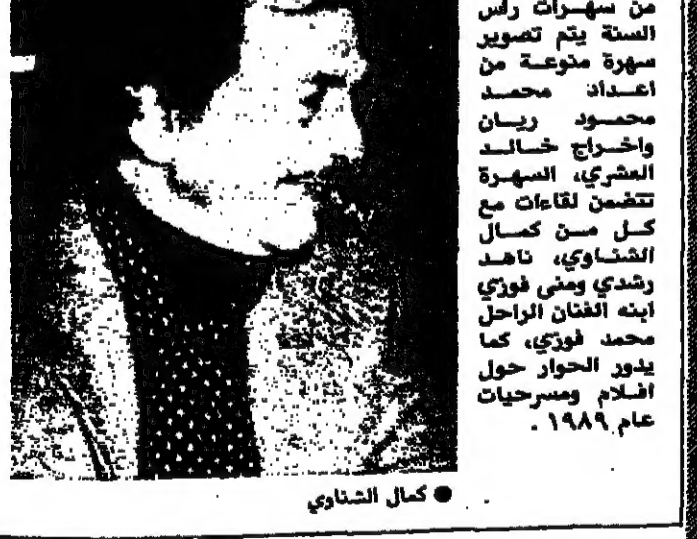 من سهرات رأس
السنة يتم تصوير
سهرة منوعة من
اعداد محمد
محمود ريان
واخراج خالد
العشري، السهرة
تتضمن لقاءات مع
كل من كمال
الشناوي، ناهد
رشدي ومنى فوزي
ابنه الفنان الراحل
محمد فوزي، كما
يدور الحوار حول
افلام ومسرحيات
عام ١٩٨٩ .
● كمال الشناوي